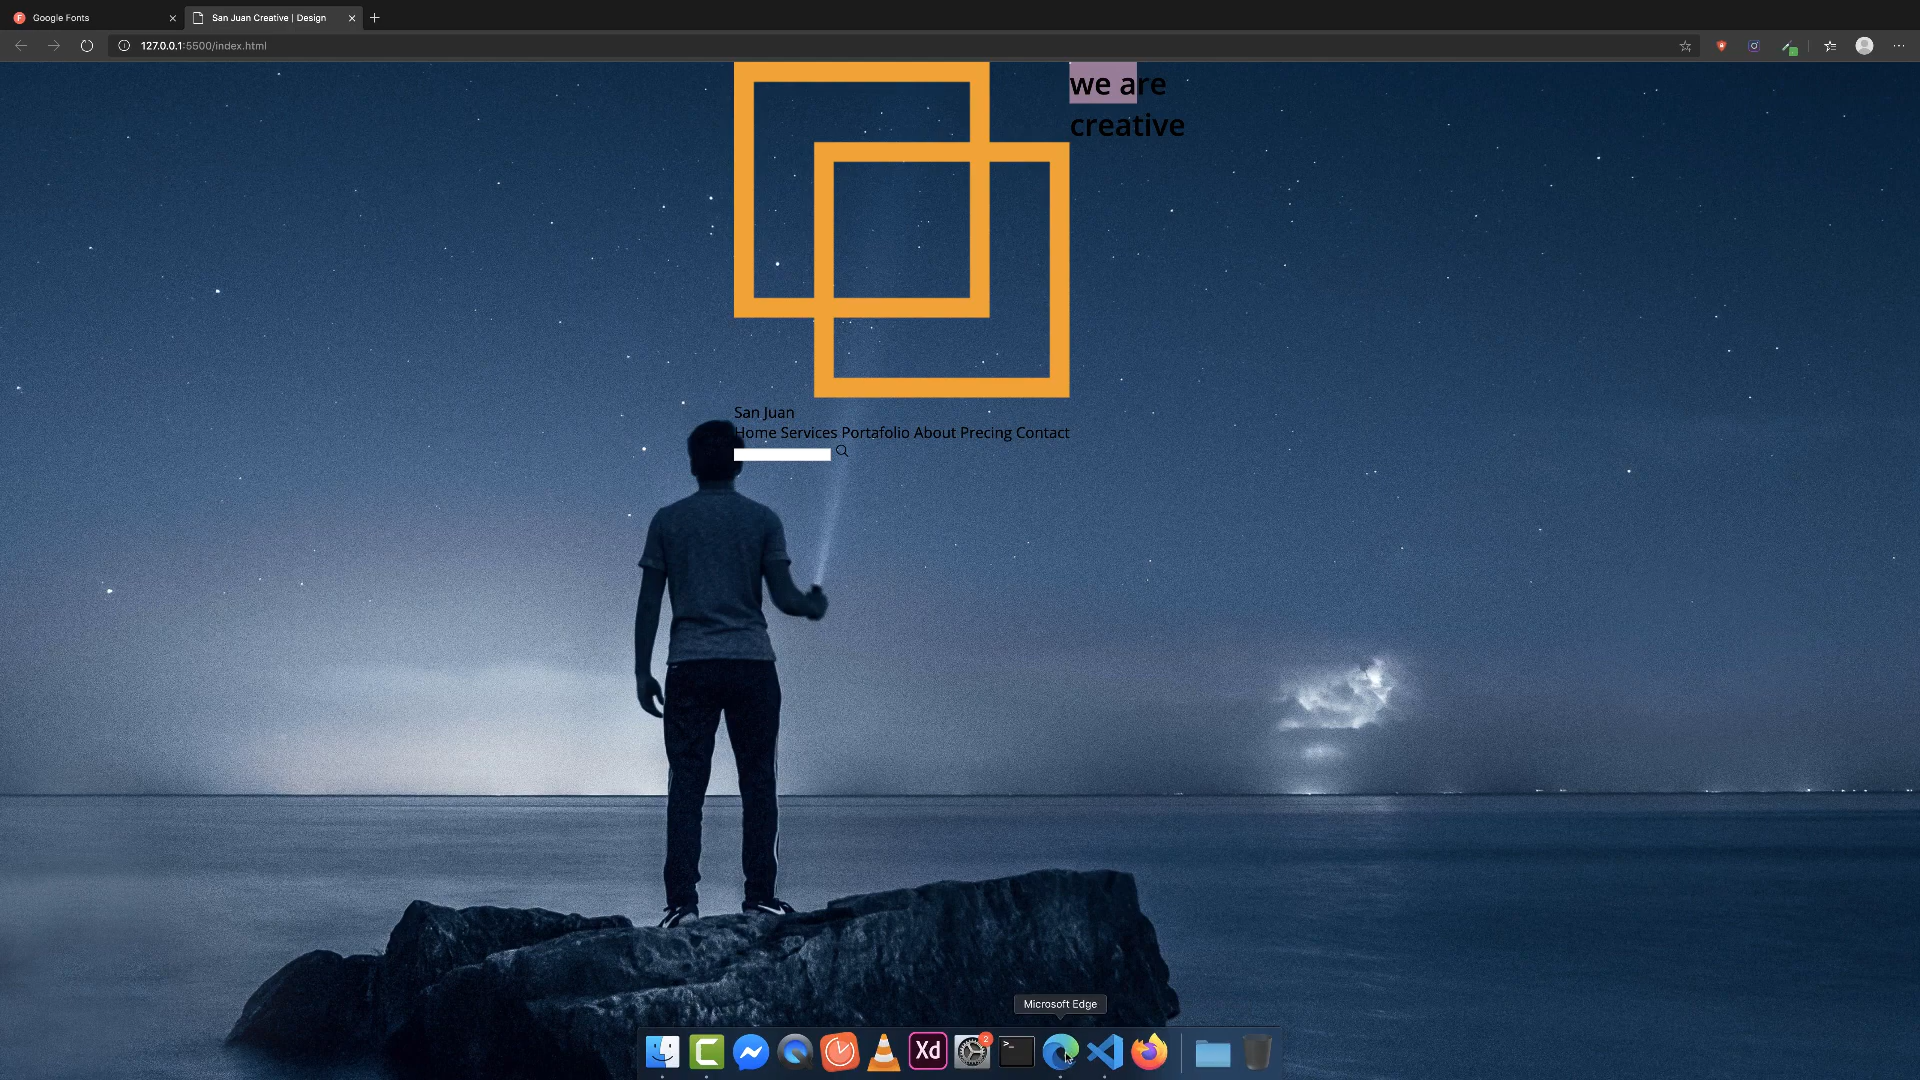 Google Fonts
San Juan Creative | Design
127.0.0.1:5500/index.html
we are
creative
San Juan
Home Services Portafolio About Precing Contact
Microsoft Edge
Xd
2
>_